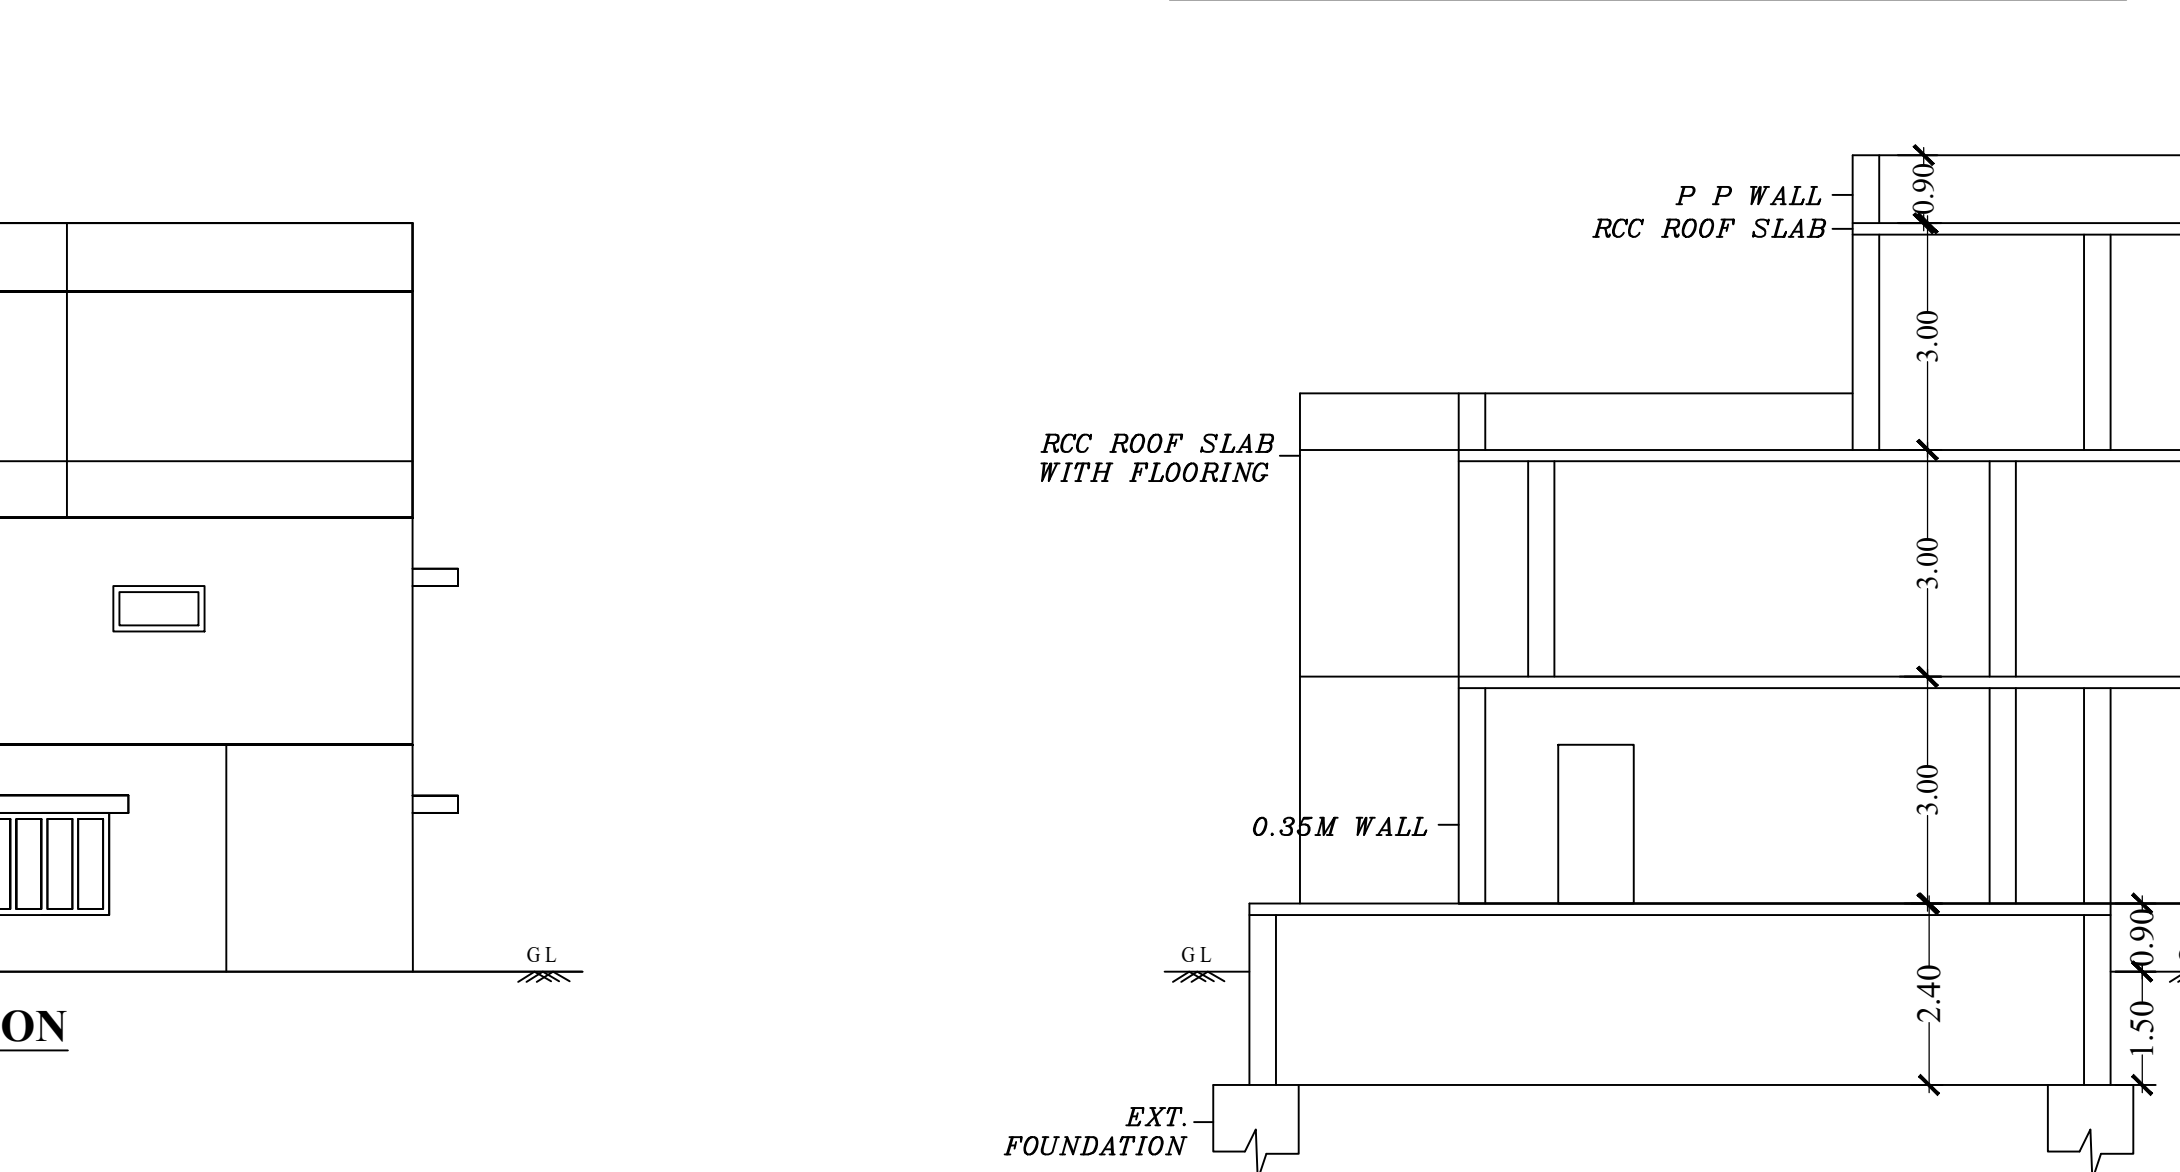 0.90
P P WALL
RCC ROOF SLAB
3.00
RCC ROOF SLAB
WITH FLOORING
3.00
3.00
0.35M WALL
0.90
GL
GL
2.40
1.50
ON
EXT.
FOUNDATION